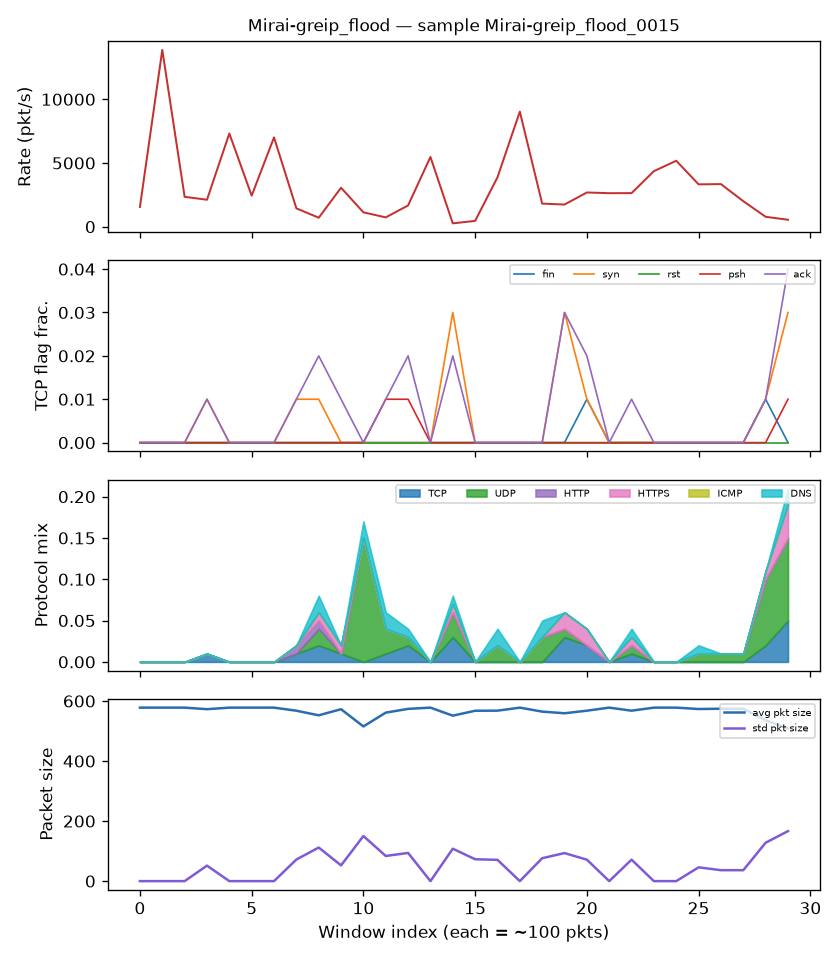 Mirai-greip_flood — sample Mirai-greip_flood_0015
Rate (pkt/s)
10000
5000
0
TCP flag frac.
0.04
0.03
0.02
0.01
0.00
fin syn rst psh ack
Protocol mix
0.20
0.15
0.10
0.05
0.00
TCP UDP HTTP HTTPS ICMP DNS
Packet size
600
400
200
0
avg pkt size
std pkt size
0 5 10 15 20 25 30
Window index (each = ~100 pkts)